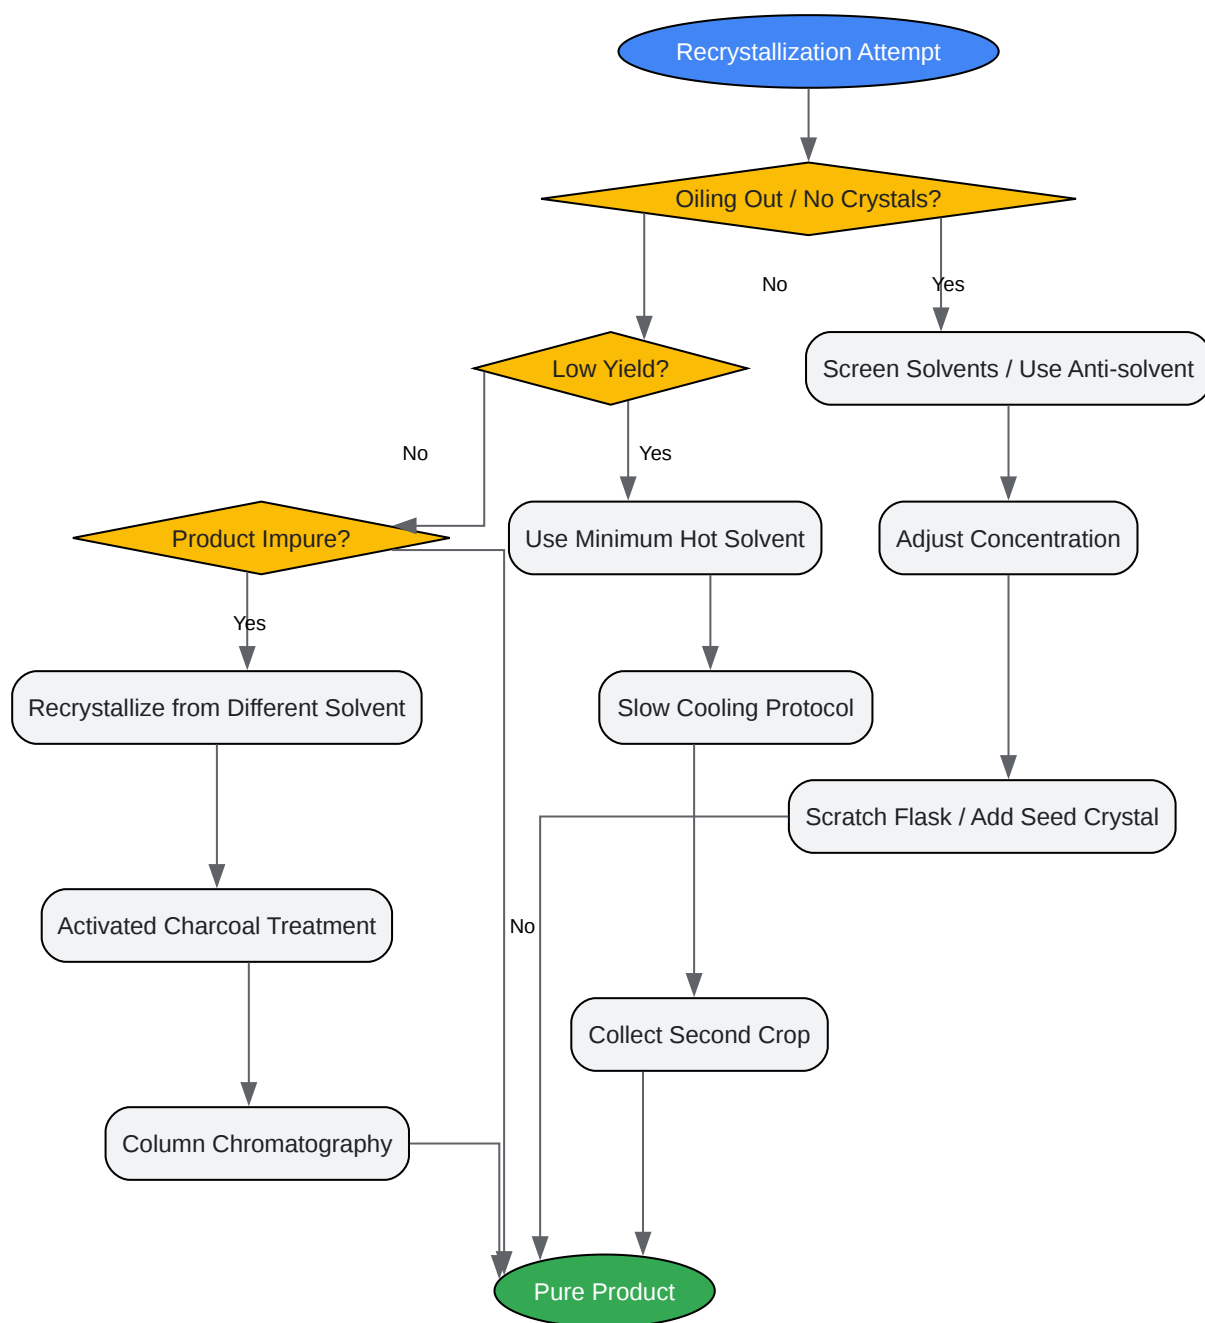 Recrystallization Attempt
Oiling Out / No Crystals?
No
Yes
Low Yield?
Screen Solvents / Use Anti-solvent
No
Yes
Product Impure?
Use Minimum Hot Solvent
Adjust Concentration
Yes
Recrystallize from Different Solvent
Slow Cooling Protocol
Scratch Flask / Add Seed Crystal
Activated Charcoal Treatment
No
Collect Second Crop
Column Chromatography
Pure Product